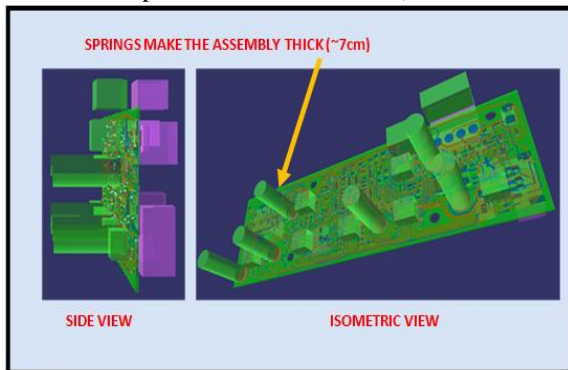 SPRINGS MAKE THE ASSEMBLY THICK (~7cm)
SIDE VIEW
ISOMETRIC VIEW